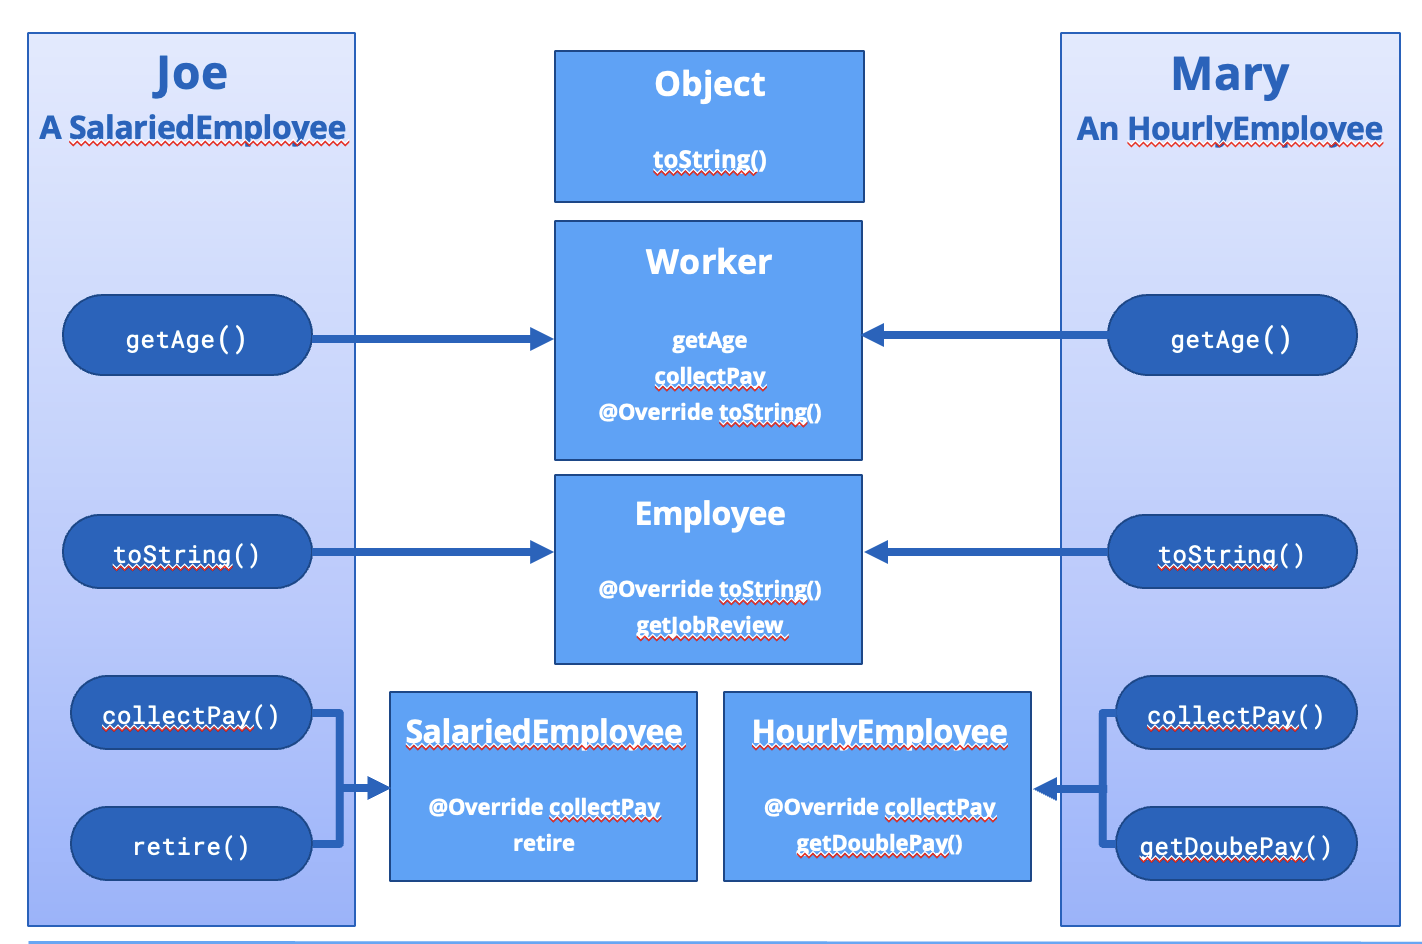 Joe
A SalariedEmployee
getAge()
toString()
collectPay()
retire()
Object
toString()
Worker
getAge
collectPay
@Override toString()
Employee
@Override toString()
getJobReview
SalariedEmployee
@Override collectPay
retire
HourlyEmployee
@Override collectPay
getDoublePay()
Mary
An HourlyEmployee
getAge()
toString()
collectPay()
getDoubePay()